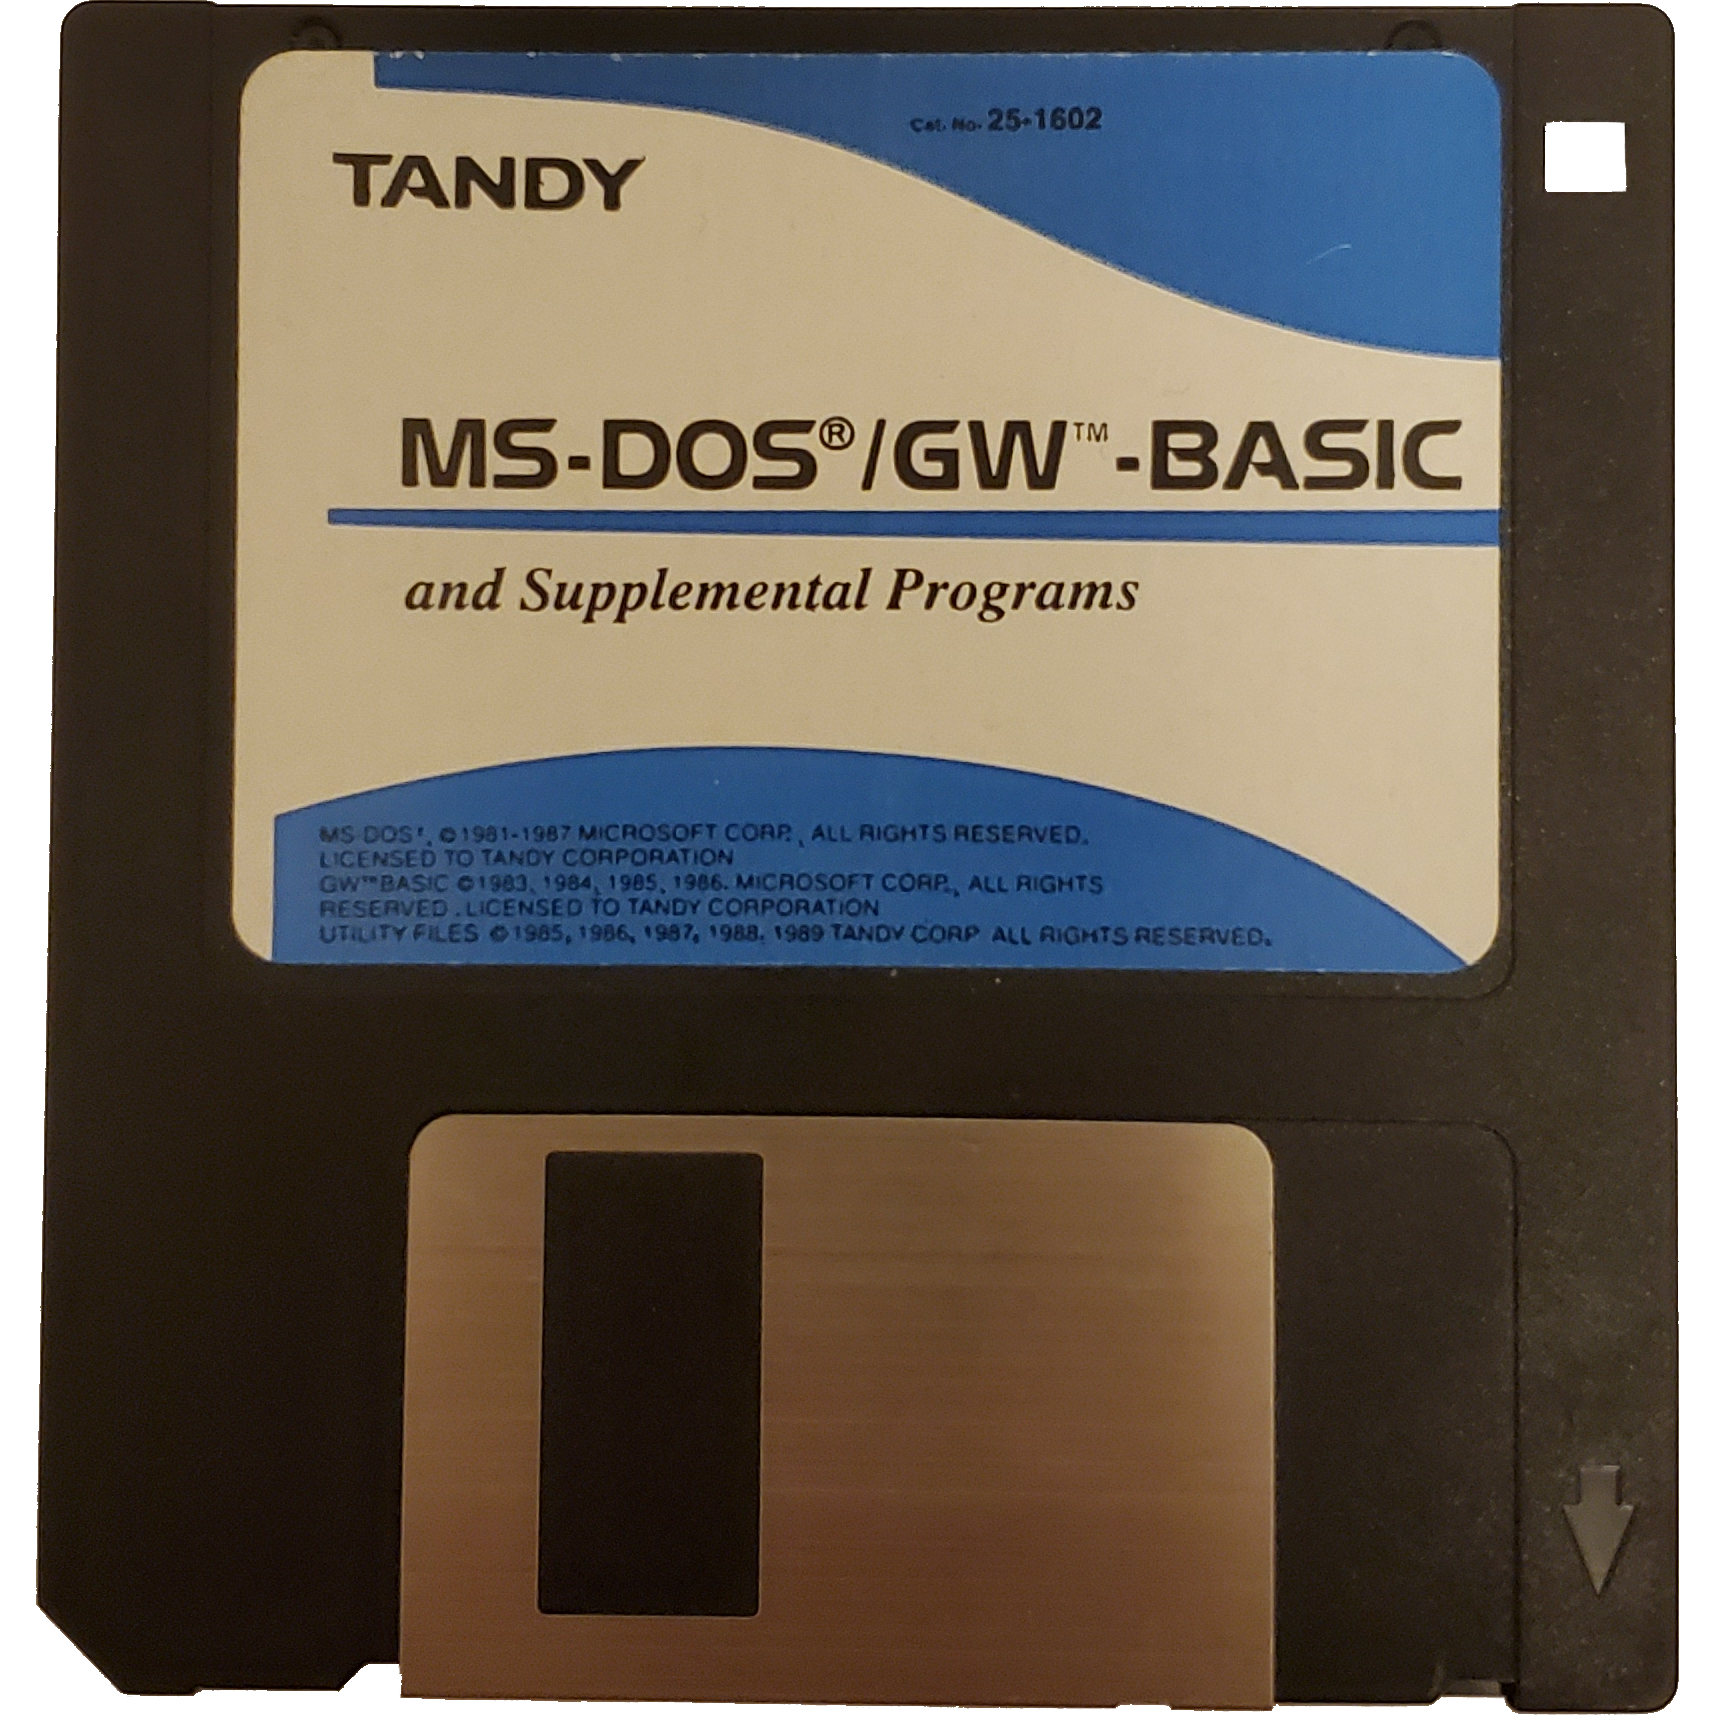 Cat. No. 25-1602
TANDY
MS-DOS®/GW™-BASIC
and Supplemental Programs
MS-DOS®, ©1981-1987 MICROSOFT CORP., ALL RIGHTS RESERVED.
LICENSED TO TANDY CORPORATION
GW™BASIC ©1983, 1984, 1985, 1986. MICROSOFT CORP., ALL RIGHTS
RESERVED. LICENSED TO TANDY CORPORATION
UTILITY FILES ©1985, 1986, 1987, 1988, 1989 TANDY CORP. ALL RIGHTS RESERVED.